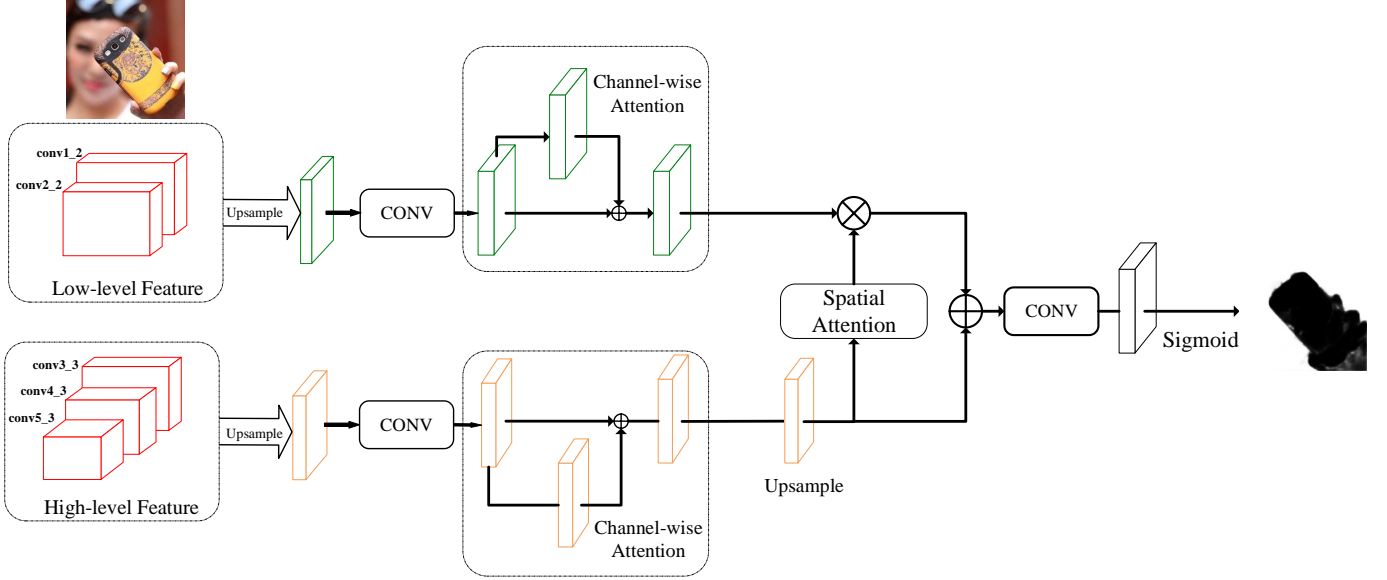 conv1_2
conv2_2
Low-level Feature
Upsample
CONV
Channel-wise
Attention
Spatial
Attention
CONV
Sigmoid
conv3_3
conv4_3
conv5_3
High-level Feature
Upsample
CONV
Channel-wise
Attention
Upsample